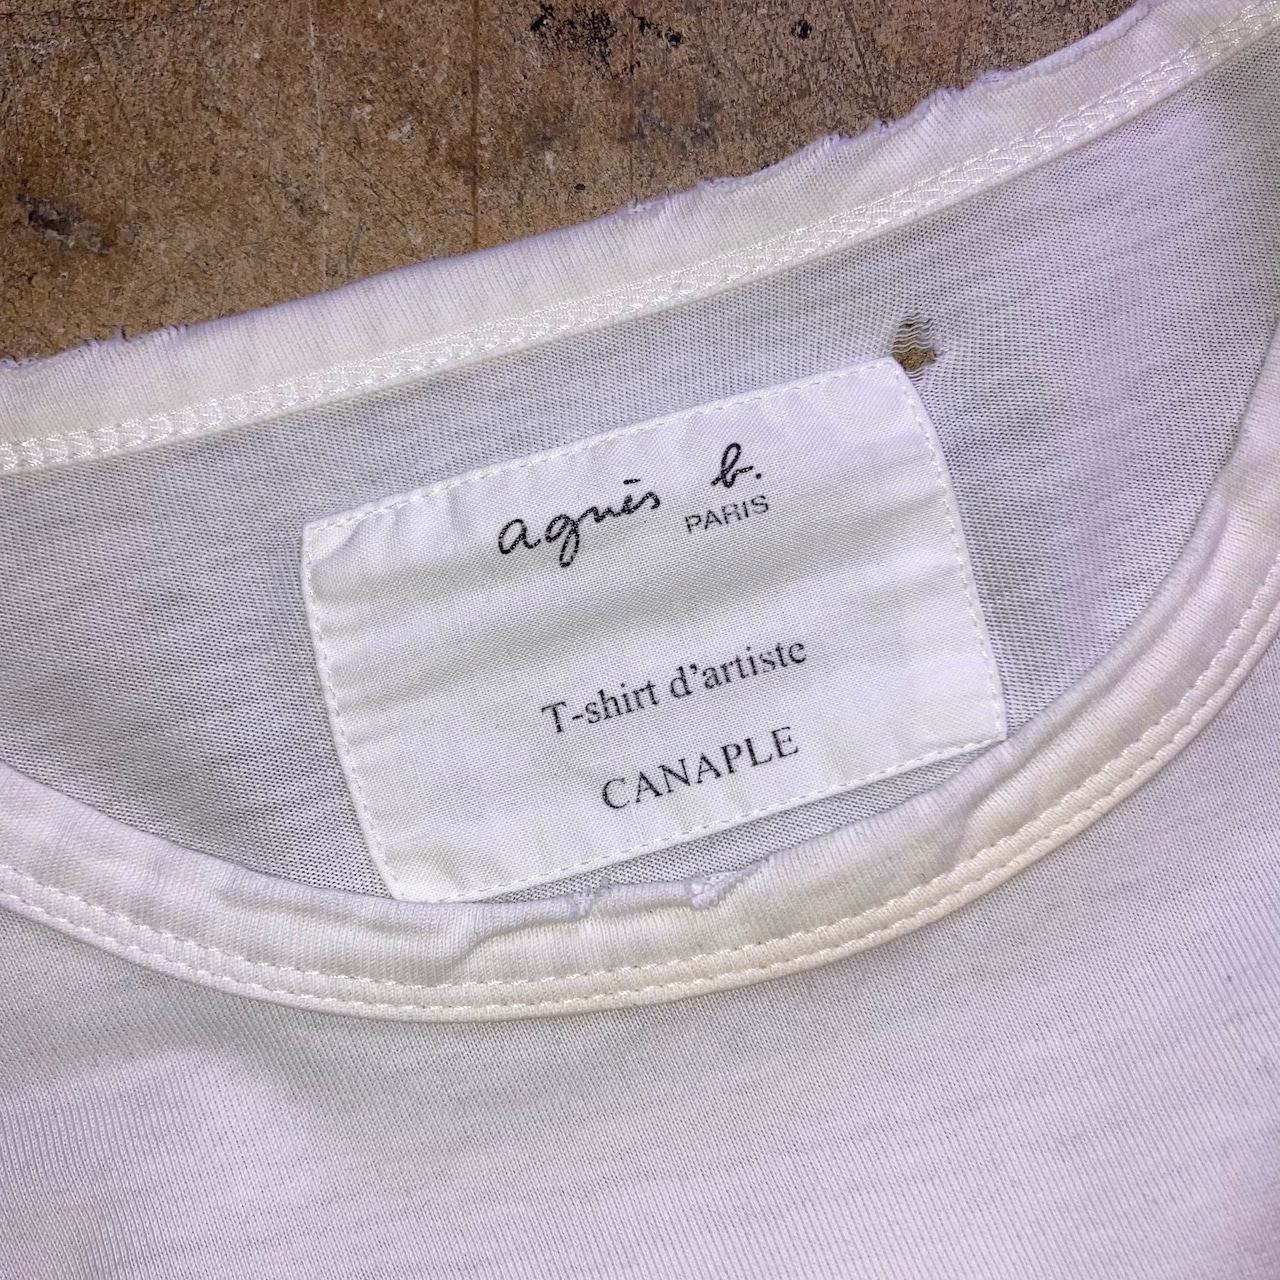 agnès b.
PARIS
T-shirt d'artiste
CANAPLE